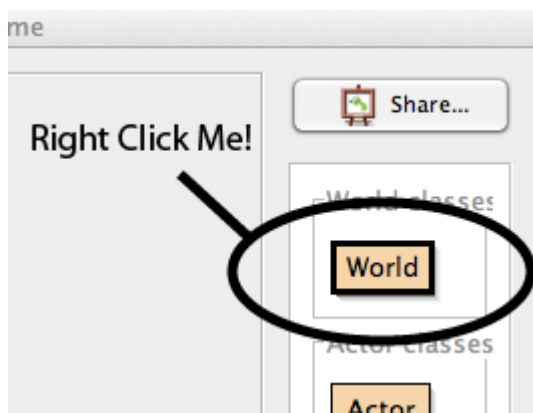 me
Share...
Right Click Me!
World classes
World
Actor classes
Actor